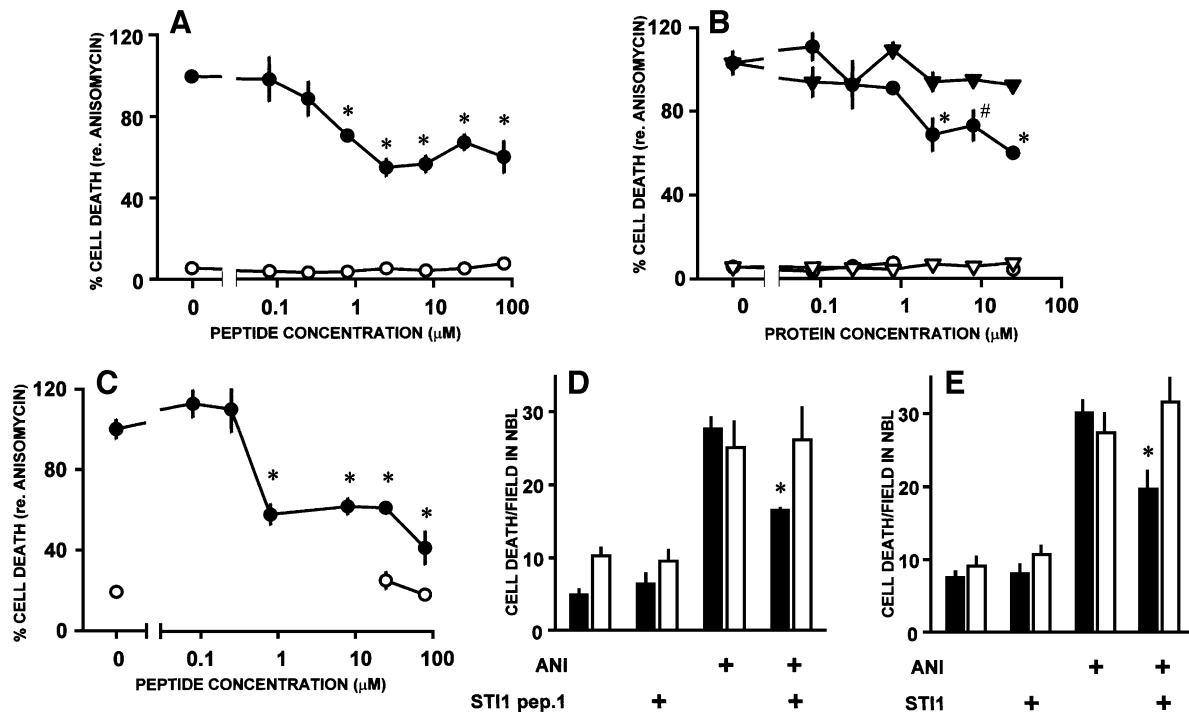 A
% CELL DEATH (re. ANISOMYCIN)
120
80
40
0
* * * * *
0 0.1 1 10 100
PEPTIDE CONCENTRATION (μM)
B
% CELL DEATH (re. ANISOMYCIN)
120
80
40
0
* # *
0 0.1 1 10 100
PROTEIN CONCENTRATION (μM)
C
% CELL DEATH (re. ANISOMYCIN)
120
80
40
0
* * * *
0 0.1 1 10 100
PEPTIDE CONCENTRATION (μM)
D
CELL DEATH/FIELD IN NBL
30
20
10
0
*
ANI + +
STI1 pep.1 + +
E
CELL DEATH/FIELD IN NBL
30
20
10
0
*
ANI + +
STI1 + +